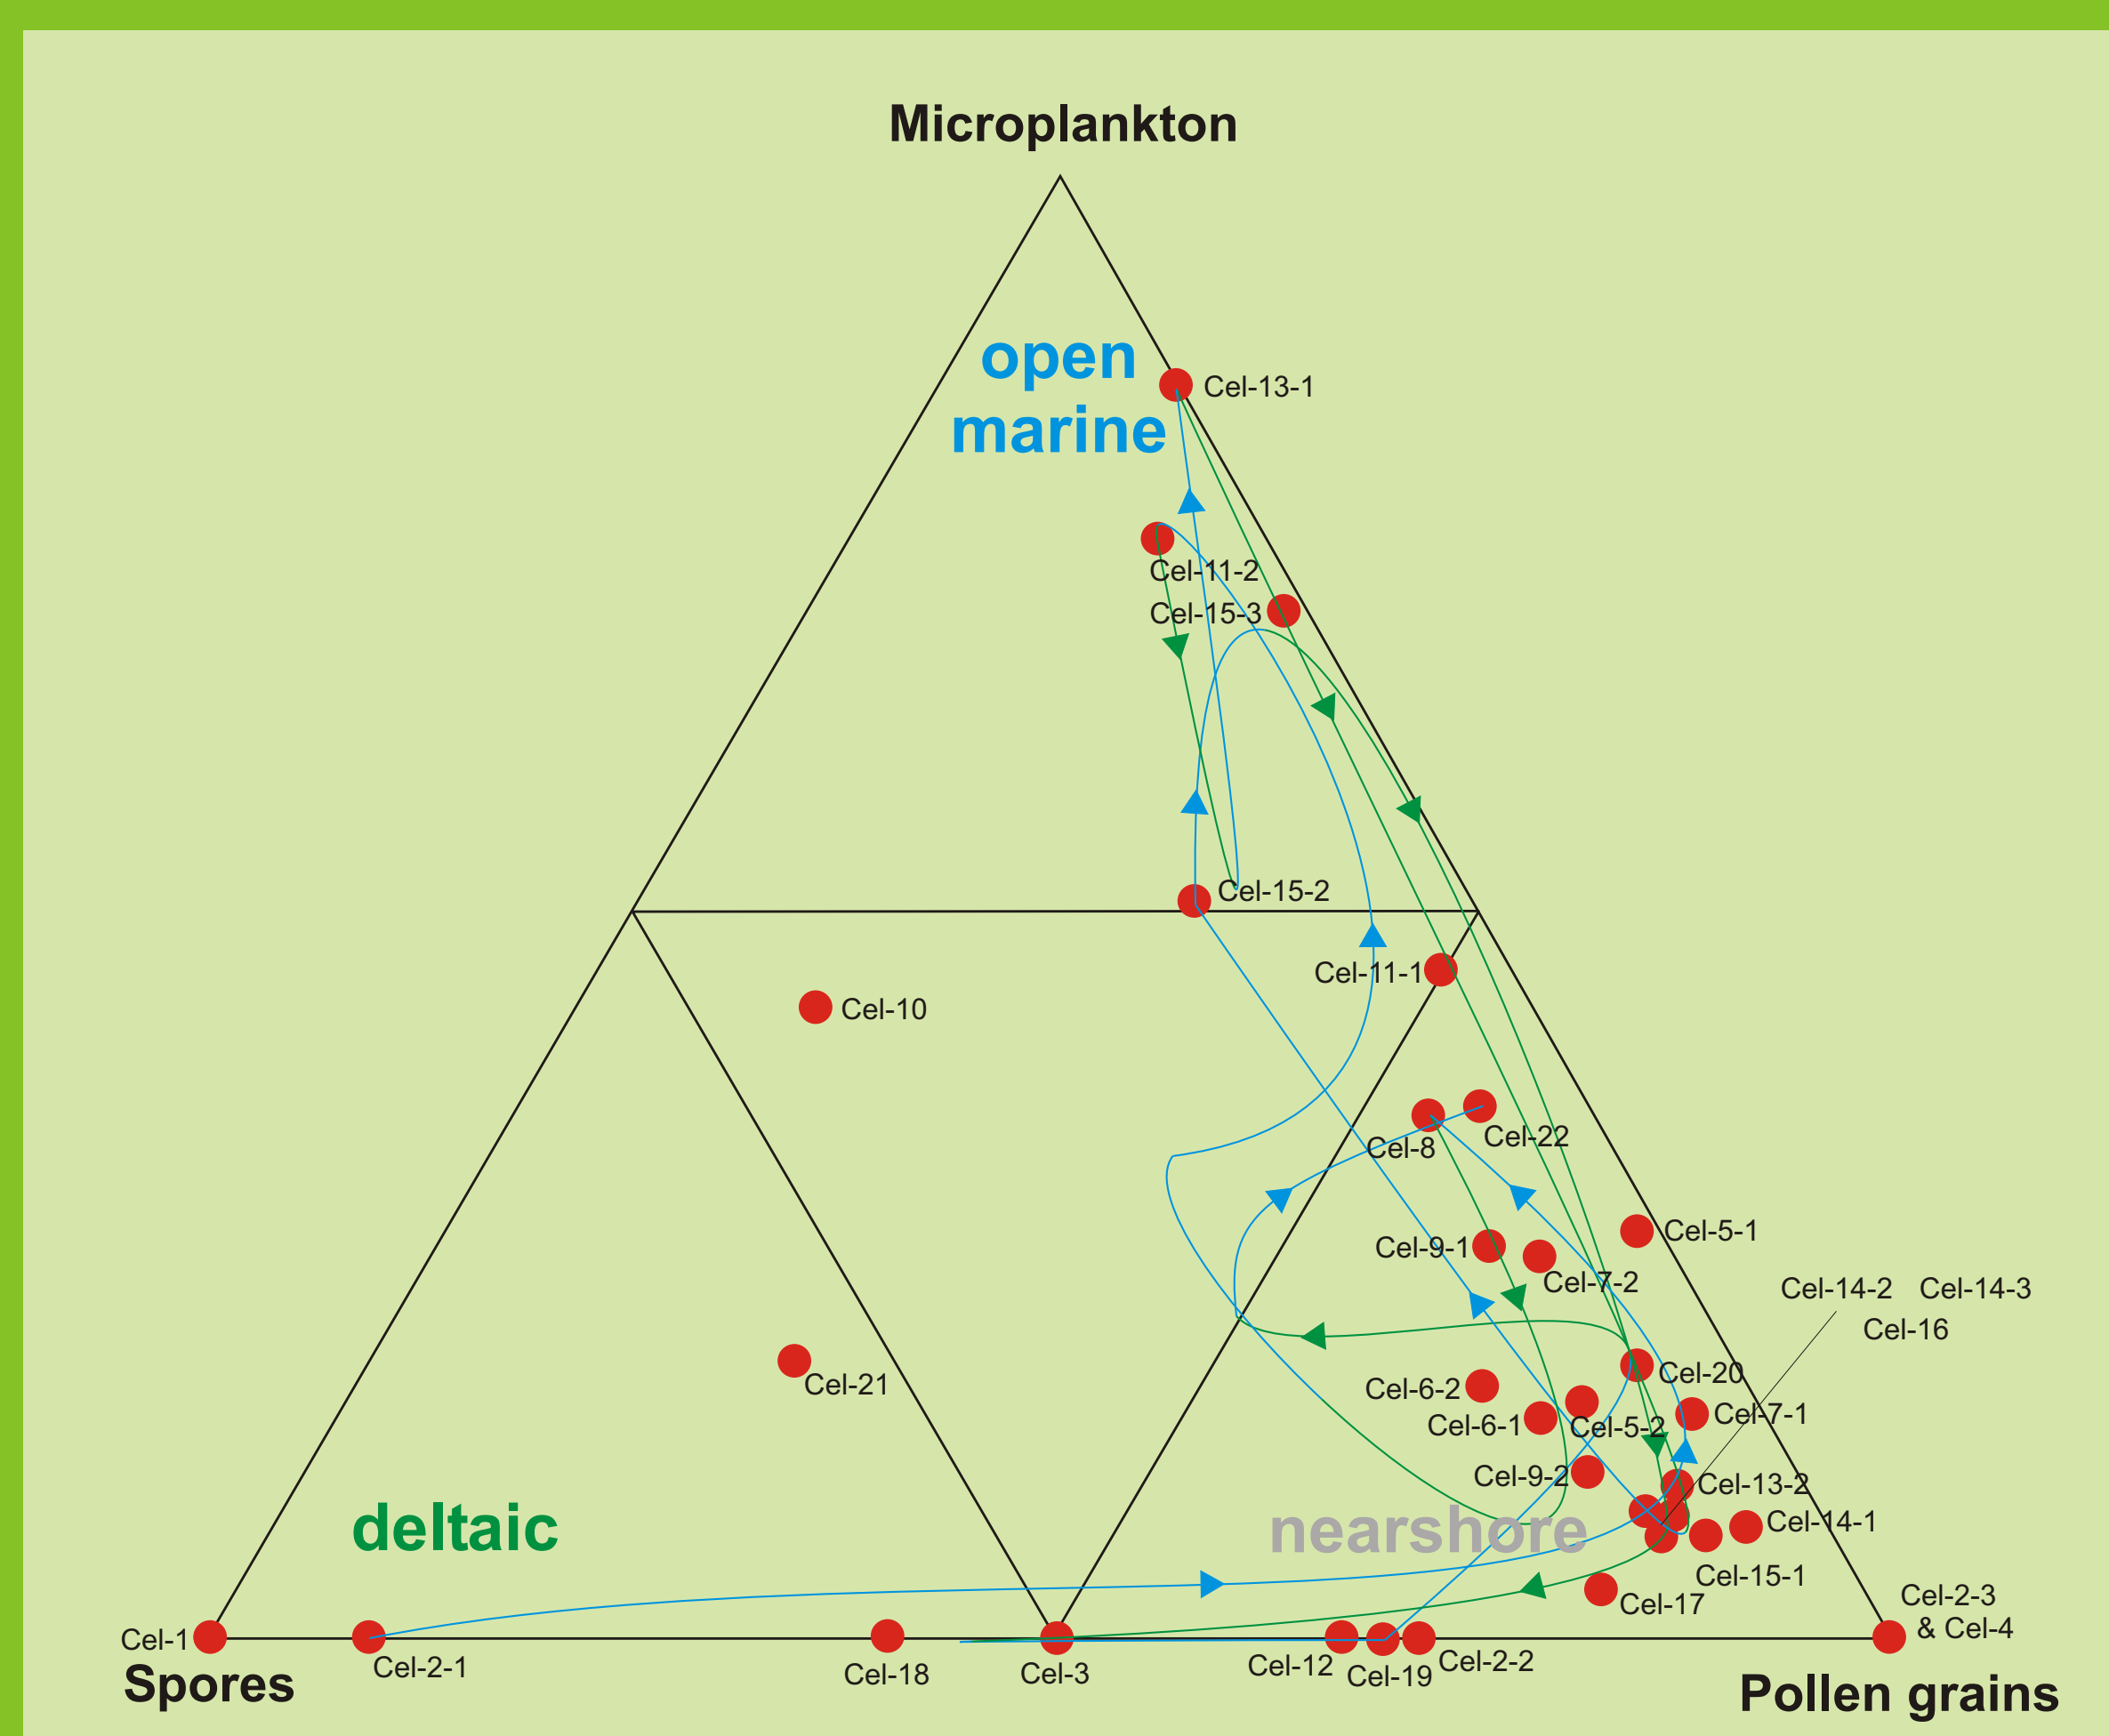 Microplankton
open
marine
Cel-13-1
Cel-11-2
Cel-15-3
Cel-15-2
Cel-11-1
Cel-10
Cel-22
Cel-8
Cel-5-1
Cel-9-1
Cel-7-2
Cel-14-2 Cel-14-3
Cel-16
Cel-20
Cel-21
Cel-6-2
Cel-7-1
Cel-6-1
Cel-5-2
Cel-9-2
Cel-13-2
deltaic
nearshore
Cel-14-1
Cel-15-1
Cel-17
Cel-2-3
& Cel-4
Cel-1
Cel-2-1
Cel-18
Cel-3
Cel-12
Cel-19
Cel-2-2
Spores
Pollen grains